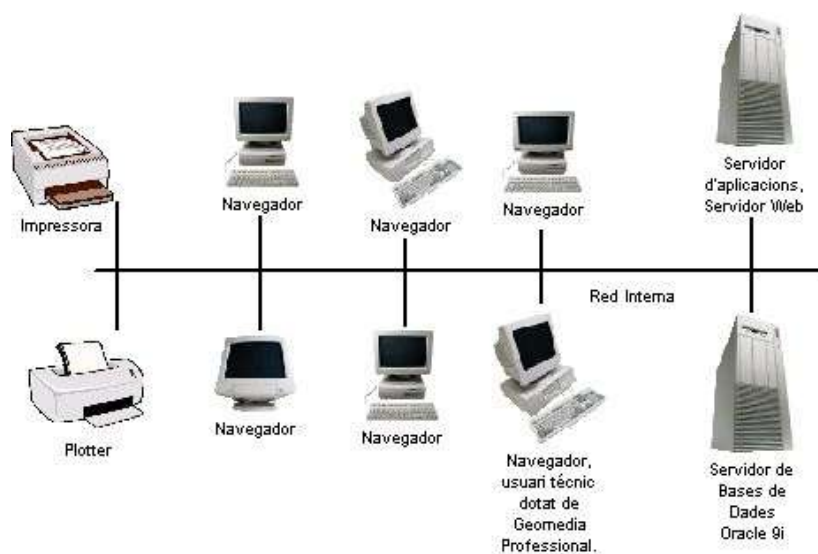 Impressora
Navegador
Navegador
Navegador
Servidor
d'aplicacions,
Servidor Web
Red Interna
Plotter
Navegador
Navegador
Navegador,
usuari técnic
dotat de
Geomedia
Professional.
Servidor de
Bases de
Dades
Oracle 9i